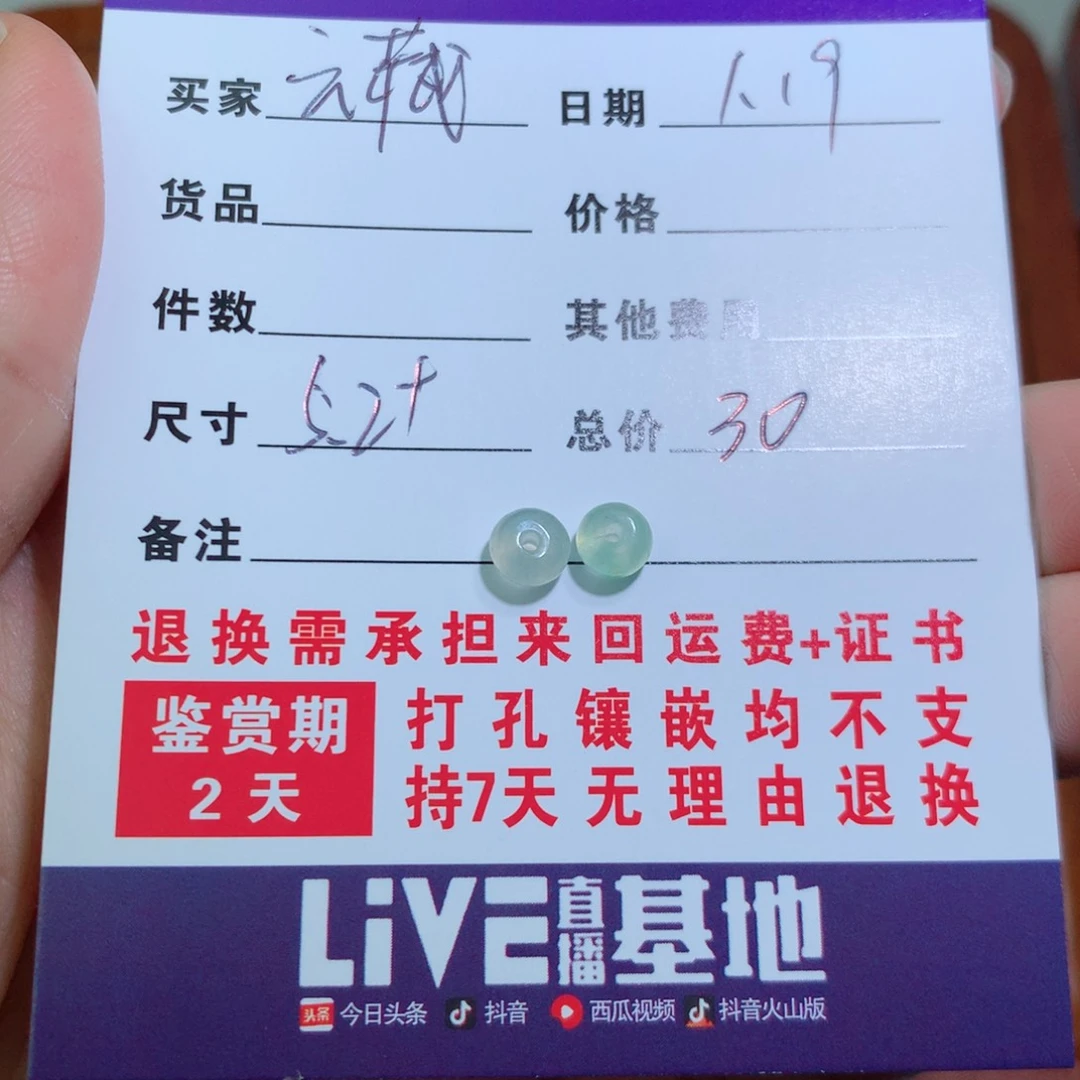 买家 日期 1.19
货品 价格
件数 其他费用
尺寸 5.2+ 总价 30
备注
退换需承担来回运费+证书
鉴赏期 打孔镶嵌均不支
2天 持7天无理由退换
LiVE直播基地
头条 今日头条 抖音 西瓜视频 抖音火山版